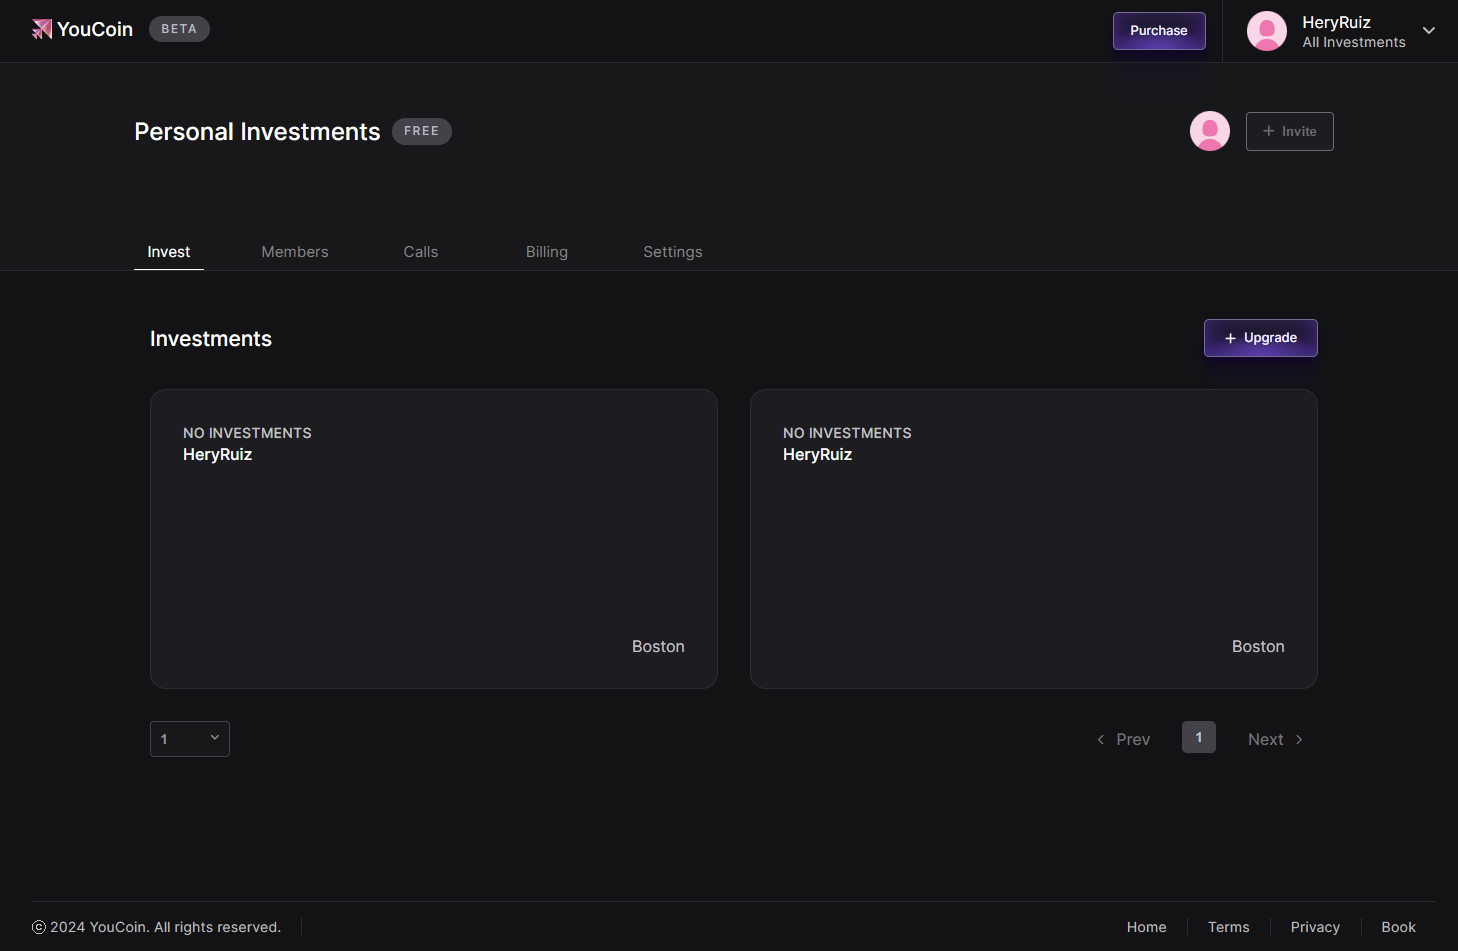 YouCoin BETA
Purchase
HeryRuiz
All Investments
Personal Investments FREE
+ Invite
Invest Members Calls Billing Settings
Investments
+ Upgrade
NO INVESTMENTS
HeryRuiz
Boston
NO INVESTMENTS
HeryRuiz
Boston
1
< Prev 1 Next >
© 2024 YouCoin. All rights reserved.
Home Terms Privacy Book